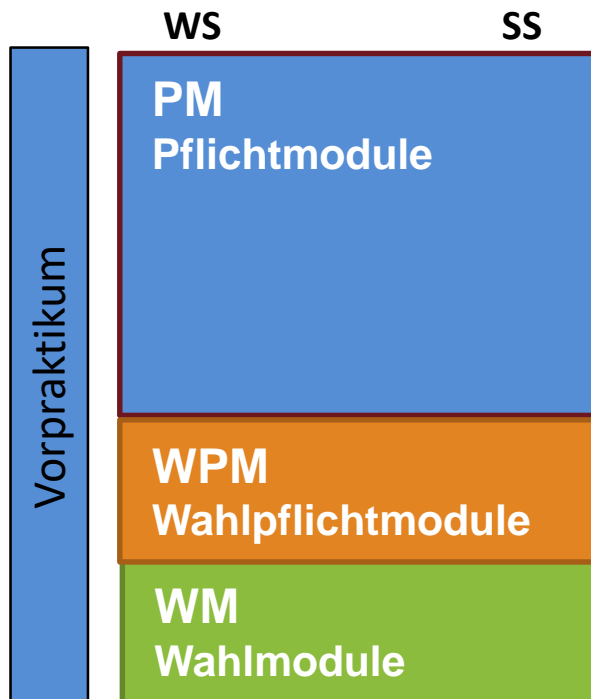 WS SS
Vorpraktikum
PM
Pflichtmodule
WPM
Wahlpflichtmodule
WM
Wahlmodule